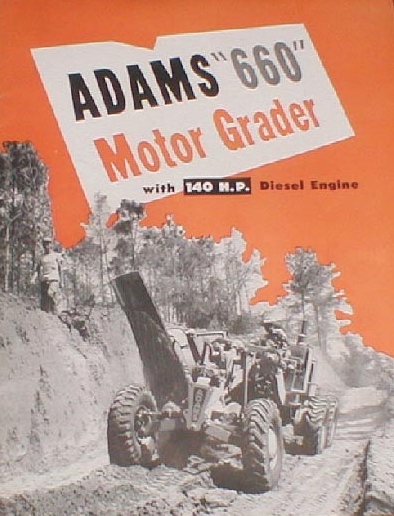 ADAMS "660"
Motor Grader
with 140 H.P. Diesel Engine